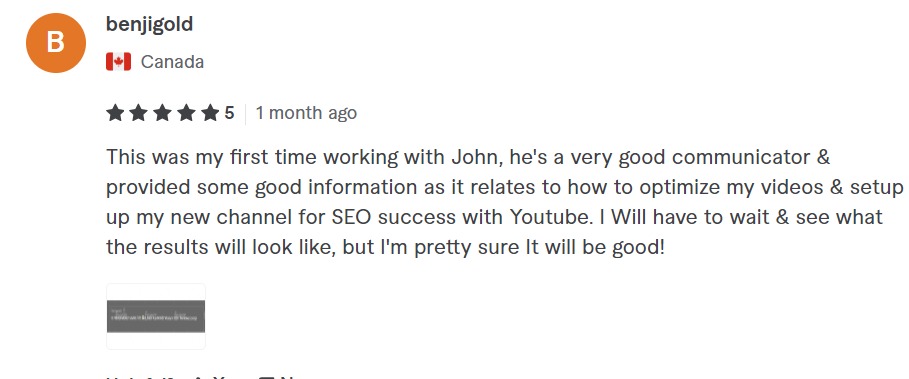 B
benjigold
Canada
5 1 month ago
This was my first time working with John, he's a very good communicator &
provided some good information as it relates to how to optimize my videos & setup
up my new channel for SEO success with Youtube. I Will have to wait & see what
the results will look like, but I'm pretty sure It will be good!